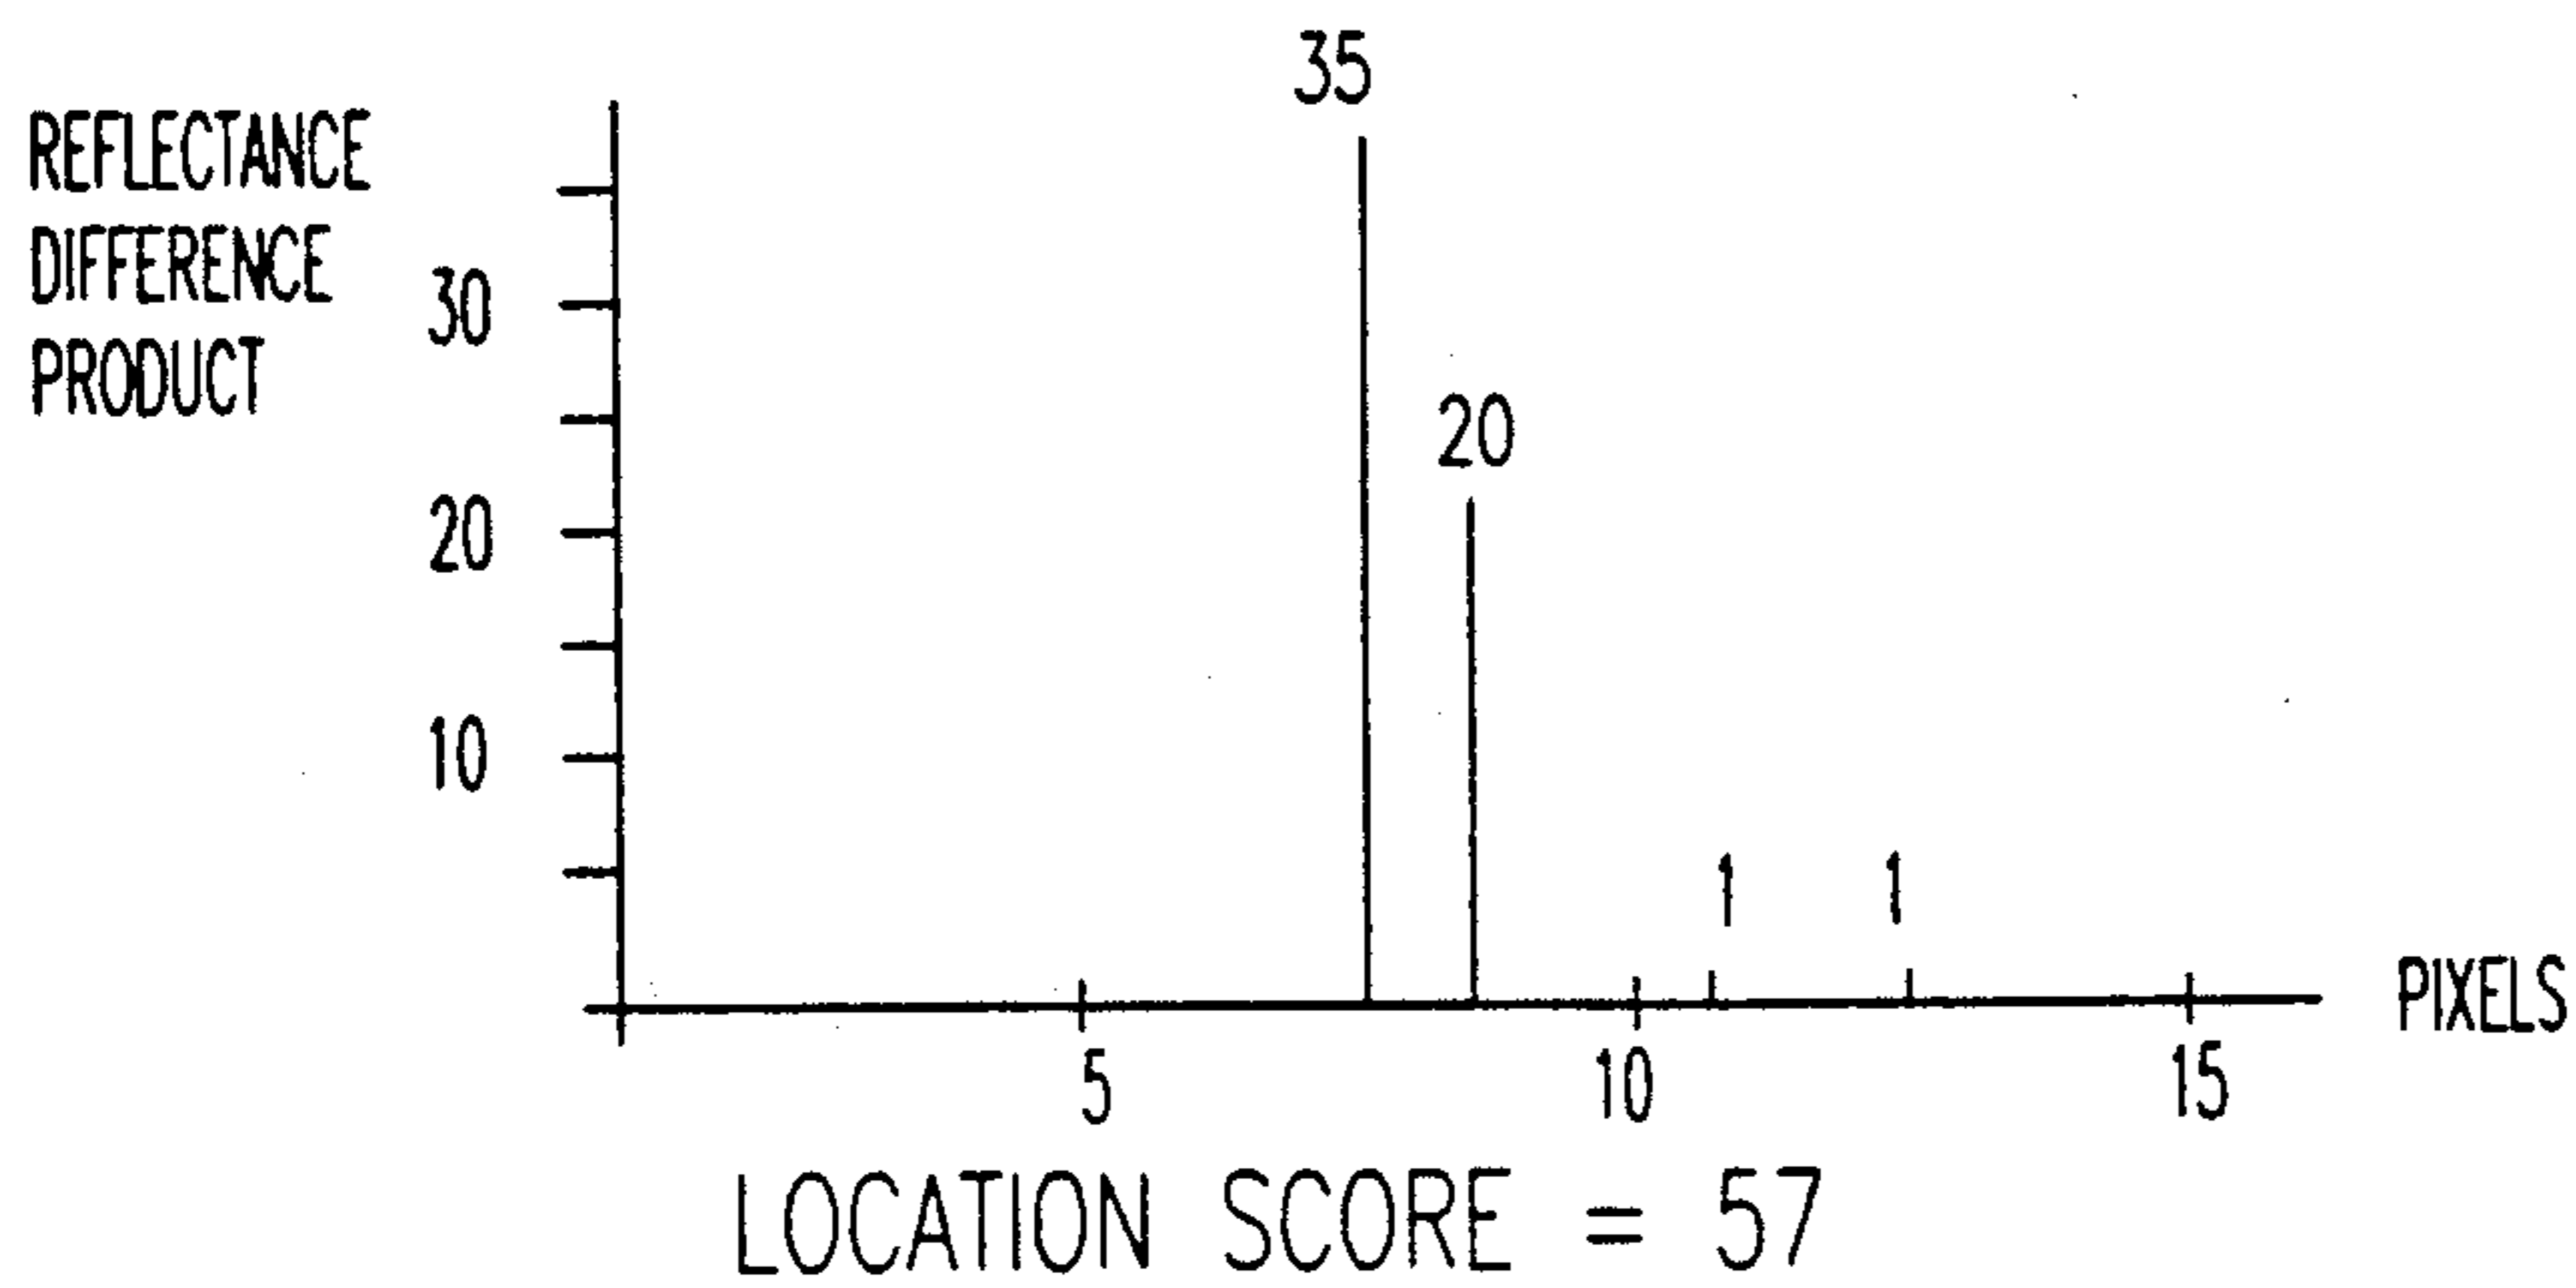 35
REFLECTANCE
DIFFERENCE
PRODUCT
30
20
20
10
1 1
PIXELS
5 10 15
LOCATION SCORE = 57